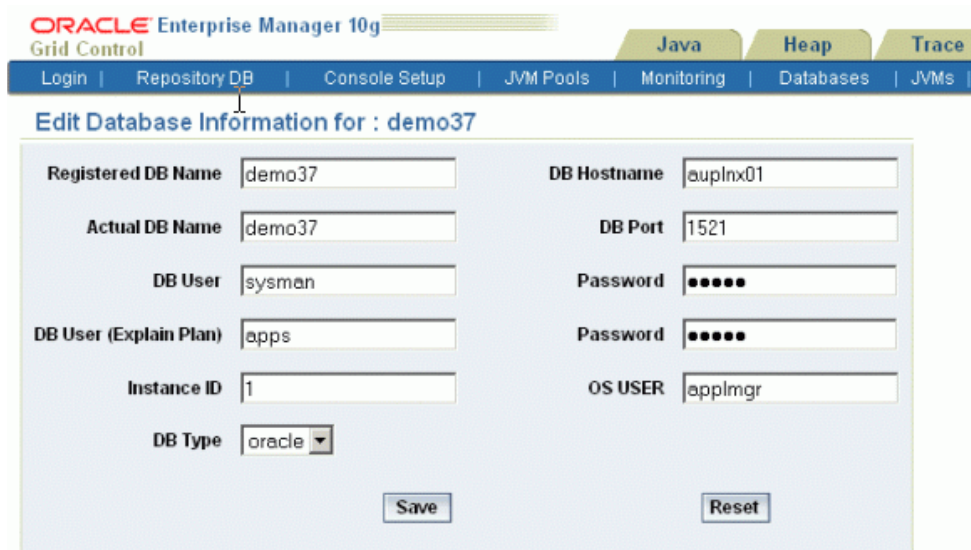 ORACLE Enterprise Manager 10g
Grid Control
Java Heap Trace
Login | Repository DB | Console Setup | JVM Pools | Monitoring | Databases | JVMs |
Edit Database Information for : demo37
Registered DB Name demo37 DB Hostname auplnx01
Actual DB Name demo37 DB Port 1521
DB User sysman Password ●●●●●
DB User (Explain Plan) apps Password ●●●●●
Instance ID 1 OS USER applmgr
DB Type oracle
Save Reset